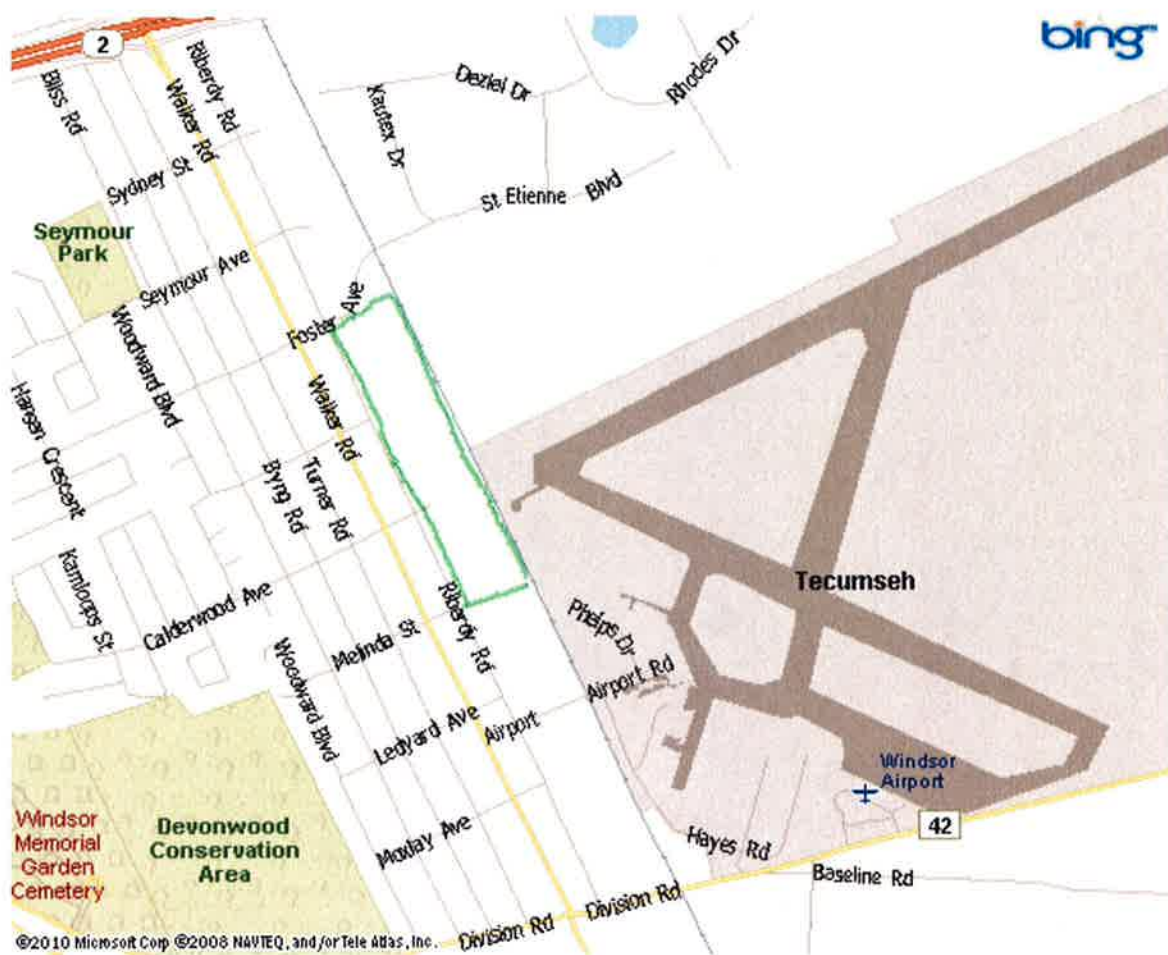 bing™
2
Bliss Rd
Walker Rd
Riberdy Rd
Deziel Dr
Rhodes Dr
Kautex Dr
Sydney St
St Etienne Blvd
Seymour
Park
Seymour Ave
Foster Ave
Woodward Blvd
Hansen Crescent
Walker Rd
Turner Rd
Byng Rd
Kamloops St
Calderwood Ave
Riberdy Rd
Melinda St
Phelps Dr
Tecumseh
Airport Rd
Woodward Blvd
Ledyard Ave
Airport
Windsor
Airport
42
Windsor
Memorial
Garden
Cemetery
Devonwood
Conservation
Area
Moxlay Ave
Hayes Rd
Baseline Rd
Division Rd
Division Rd
©2010 Microsoft Corp ©2008 NAVTEQ, and/or Tele Atlas, Inc.